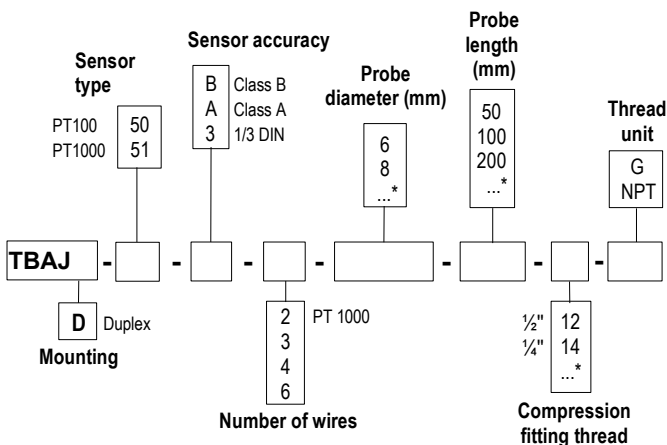 Sensor type
PT100 50
PT1000 51
Sensor accuracy
B Class B
A Class A
3 1/3 DIN
Probe
diameter (mm)
6
8
...*
Probe
length
(mm)
50
100
200
...*
Thread
unit
G
NPT
TBAJ - - - - - - -
D Duplex
Mounting
2 PT 1000
3
4
6
Number of wires
½" 12
¼" 14
...*
Compression
fitting thread